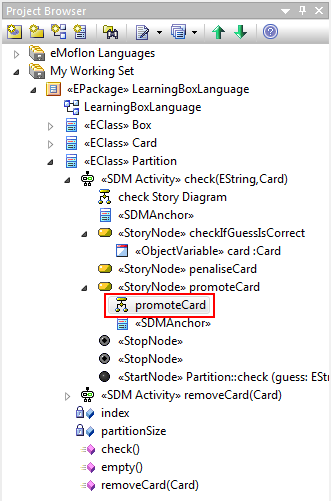 Project Browser
eMoflon Languages
My Working Set
«EPackage» LearningBoxLanguage
LearningBoxLanguage
«EClass» Box
«EClass» Card
«EClass» Partition
«SDM Activity» check(EString,Card)
check Story Diagram
«SDMAnchor»
«StoryNode» checkIfGuessIsCorrect
«ObjectVariable» card :Card
«StoryNode» penaliseCard
«StoryNode» promoteCard
promoteCard
«SDMAnchor»
«StopNode»
«StopNode»
«StartNode» Partition::check (guess: EStri
«SDM Activity» removeCard(Card)
index
partitionSize
check()
empty()
removeCard(Card)